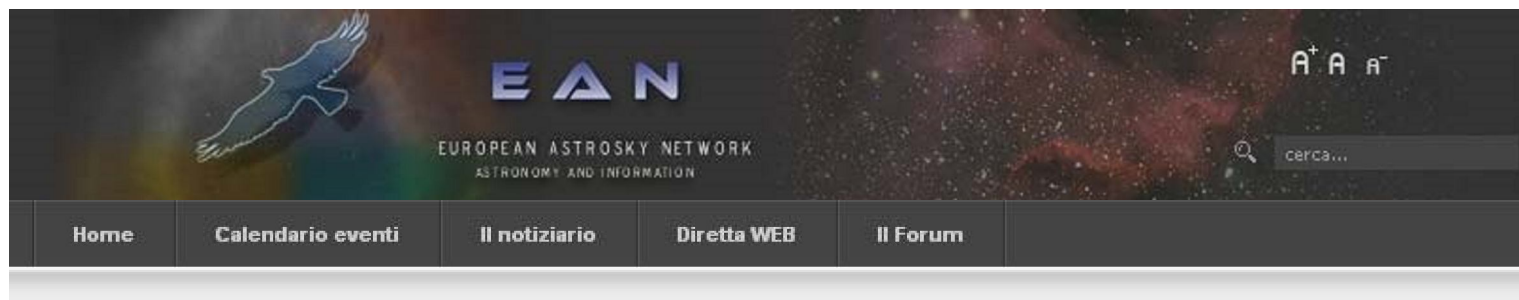 EAN
EUROPEAN ASTROSKY NETWORK
ASTRONOMY AND INFORMATION
A+ A A-
cerca...
Home Calendario eventi Il notiziario Diretta WEB Il Forum